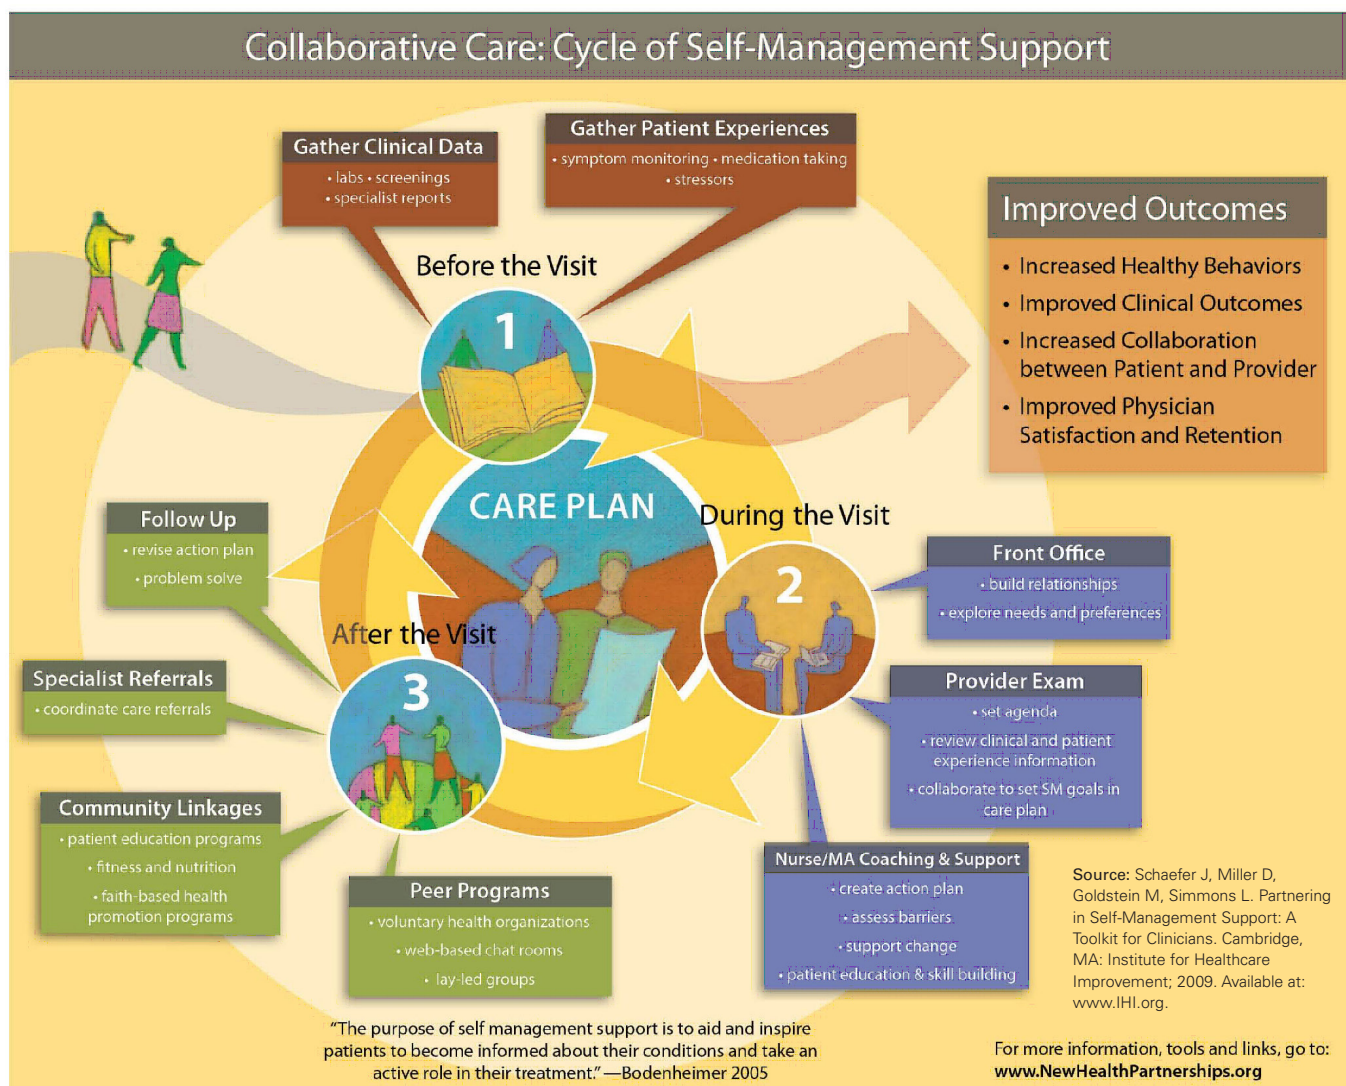 Collaborative Care: Cycle of Self-Management Support
Gather Clinical Data
• labs • screenings
• specialist reports
Gather Patient Experiences
• symptom monitoring • medication taking
• stressors
Before the Visit
1
Improved Outcomes
• Increased Healthy Behaviors
• Improved Clinical Outcomes
• Increased Collaboration
between Patient and Provider
• Improved Physician
Satisfaction and Retention
CARE PLAN
During the Visit
2
Front Office
• build relationships
• explore needs and preferences
Provider Exam
• set agenda
• review clinical and patient
experience information
• collaborate to set SM goals in
care plan
Nurse/MA Coaching & Support
• create action plan
• assess barriers
• support change
• patient education & skill building
After the Visit
3
Follow Up
• revise action plan
• problem solve
Specialist Referrals
• coordinate care referrals
Community Linkages
• patient education programs
• fitness and nutrition
• faith-based health
promotion programs
Peer Programs
• voluntary health organizations
• web-based chat rooms
• lay-led groups
"The purpose of self management support is to aid and inspire
patients to become informed about their conditions and take an
active role in their treatment." —Bodenheimer 2005
Source: Schaefer J, Miller D,
Goldstein M, Simmons L. Partnering
in Self-Management Support: A
Toolkit for Clinicians. Cambridge,
MA: Institute for Healthcare
Improvement; 2009. Available at:
www.IHI.org.
For more information, tools and links, go to:
www.NewHealthPartnerships.org